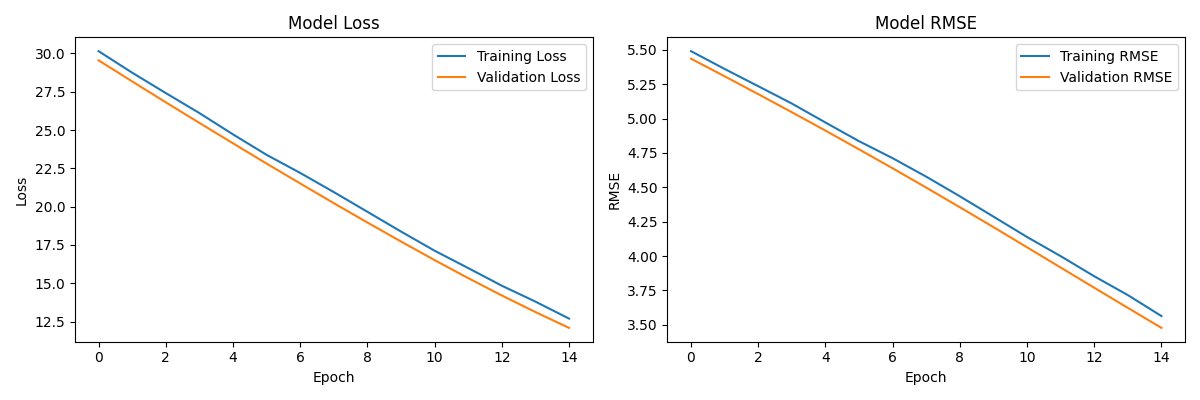 Model Loss
30.0
27.5
25.0
22.5
20.0
17.5
15.0
12.5
Loss
0 2 4 6 8 10 12 14
Epoch
Training Loss
Validation Loss
Model RMSE
5.50
5.25
5.00
4.75
4.50
4.25
4.00
3.75
3.50
RMSE
0 2 4 6 8 10 12 14
Epoch
Training RMSE
Validation RMSE